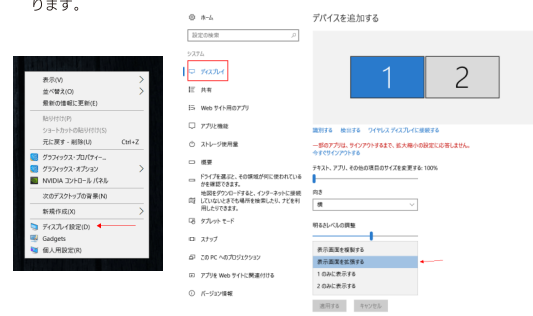 ります。
表示(V)
並べ替え(O)
最新の情報に更新(E)
貼り付け(P)
ショートカットの貼り付け(S)
元に戻す - 削除(U) Ctrl+Z
グラフィックス・プロパティー...
グラフィックス・オプション
NVIDIA コントロール パネル
次のデスクトップの背景(N)
新規作成(X)
ディスプレイ設定(D)
Gadgets
個人用設定(R)
ホーム
設定の検索
システム
ディスプレイ
共有
Web サイト用のアプリ
アプリと機能
ストレージ使用量
概要
ドライブを選ぶと、その領域が何に使われている
かを確認できます。
地図をダウンロードすると、インターネットに接続
していないときでも場所を検索したり、ナビを利
用したりできます。
タブレット モード
スナップ
この PC へのプロジェクション
アプリを Web サイトに関連付ける
バージョン情報
デバイスを追加する
1 2
識別する 検出する ワイヤレス ディスプレイに接続する
一部のアプリは、サインアウトするまで、拡大縮小の設定に応答しません。
今すぐサインアウトする
テキスト、アプリ、その他の項目のサイズを変更する: 100%
向き
横
明るさレベルの調整
表示画面を複製する
表示画面を拡張する
1 のみに表示する
2 のみに表示する
適用する キャンセル